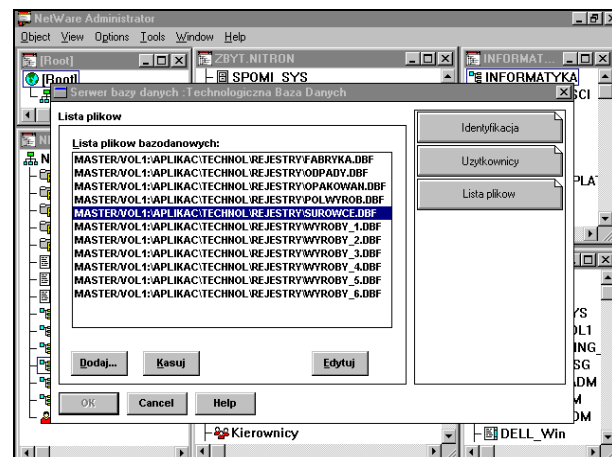 NetWare Administrator
Object View Options Tools Window Help
[Root]
ZBYT.NITRON
INFORMAT...
[Root]
SPOMI_SYS
INFORMATYKA
Serwer bazy danych :Technologiczna Baza Danych
Lista plikow
Lista plikow bazodanowych:
MASTER/VOL1:\APLIKAC\TECHNOL\REJESTRY\FABRYKA.DBF
MASTER/VOL1:\APLIKAC\TECHNOL\REJESTRY\ODPADY.DBF
MASTER/VOL1:\APLIKAC\TECHNOL\REJESTRY\OPAKOWAN.DBF
MASTER/VOL1:\APLIKAC\TECHNOL\REJESTRY\POLWYROB.DBF
MASTER/VOL1:\APLIKAC\TECHNOL\REJESTRY\SUROWCE.DBF
MASTER/VOL1:\APLIKAC\TECHNOL\REJESTRY\WYROBY_1.DBF
MASTER/VOL1:\APLIKAC\TECHNOL\REJESTRY\WYROBY_2.DBF
MASTER/VOL1:\APLIKAC\TECHNOL\REJESTRY\WYROBY_3.DBF
MASTER/VOL1:\APLIKAC\TECHNOL\REJESTRY\WYROBY_4.DBF
MASTER/VOL1:\APLIKAC\TECHNOL\REJESTRY\WYROBY_5.DBF
MASTER/VOL1:\APLIKAC\TECHNOL\REJESTRY\WYROBY_6.DBF
Dodaj...
Kasuj
Edytuj
Identyfikacja
Uzytkownicy
Lista plikow
OK
Cancel
Help
Kierownicy
DELL_Win